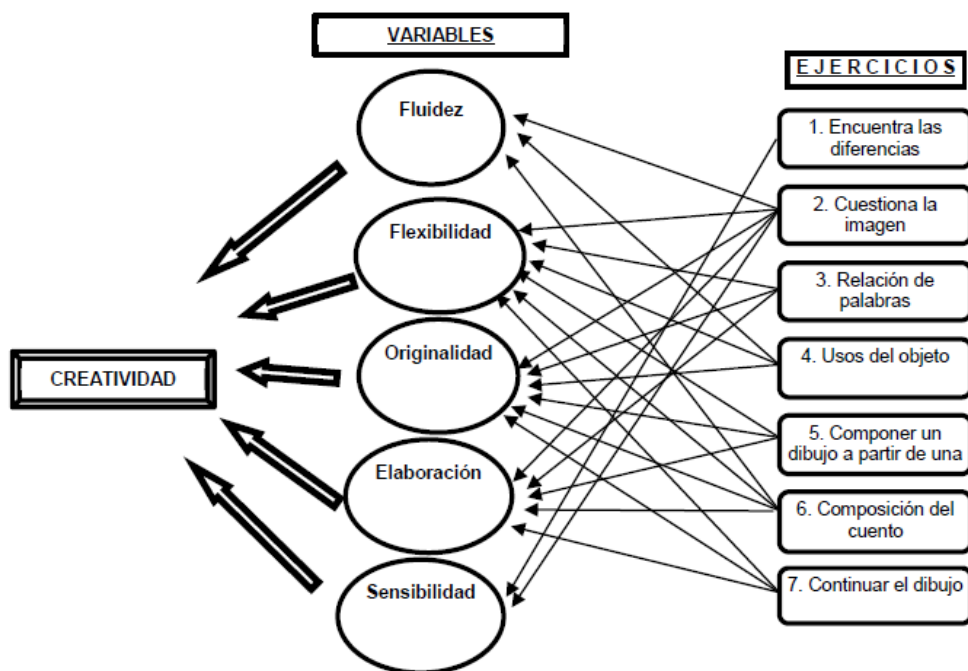 VARIABLES
EJERCICIOS
Fluidez
Flexibilidad
Originalidad
Elaboración
Sensibilidad
CREATIVIDAD
1. Encuentra las
diferencias
2. Cuestiona la
imagen
3. Relación de
palabras
4. Usos del objeto
5. Componer un
dibujo a partir de una
6. Composición del
cuento
7. Continuar el dibujo